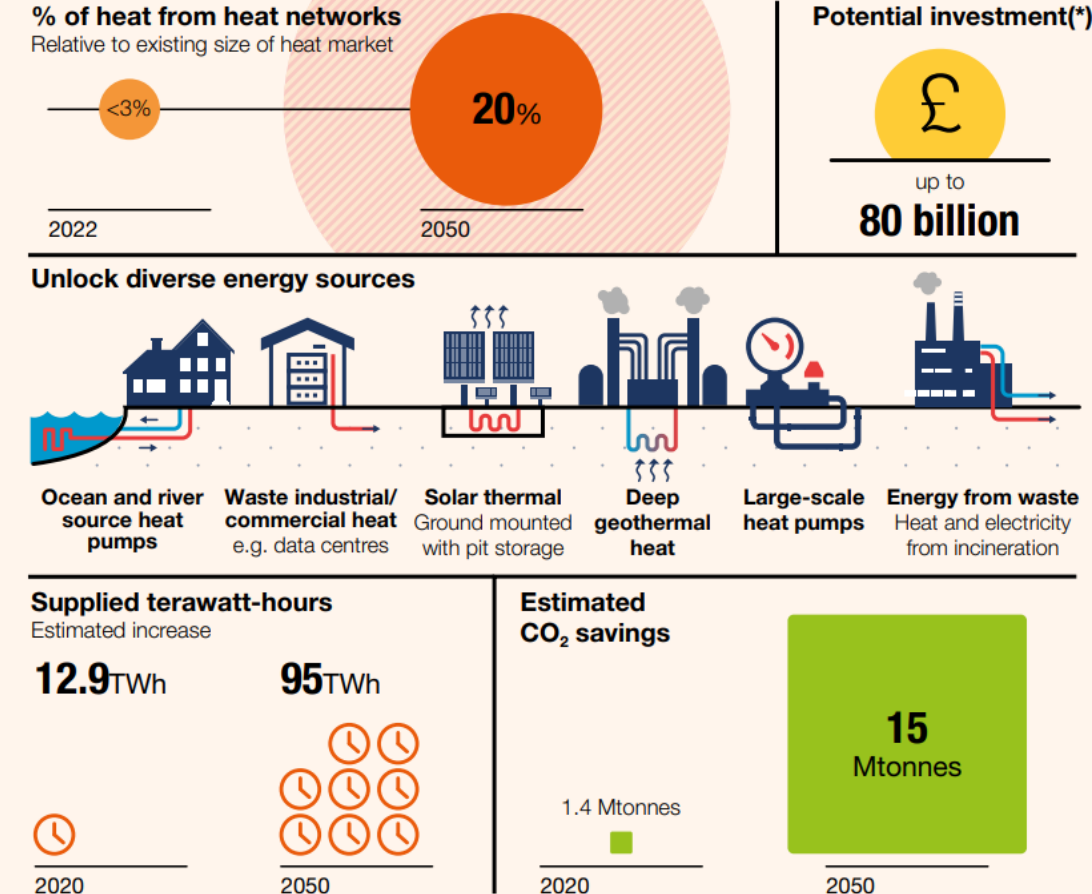 % of heat from heat networks
Relative to existing size of heat market
<3%
20%
2022
2050
Potential investment(*)
£
up to
80 billion
Unlock diverse energy sources
Ocean and river
source heat
pumps
Waste industrial/
commercial heat
e.g. data centres
Solar thermal
Ground mounted
with pit storage
Deep
geothermal
heat
Large-scale
heat pumps
Energy from waste
Heat and electricity
from incineration
Supplied terawatt-hours
Estimated increase
12.9TWh
95TWh
2020
2050
Estimated
CO₂ savings
1.4 Mtonnes
15
Mtonnes
2020
2050